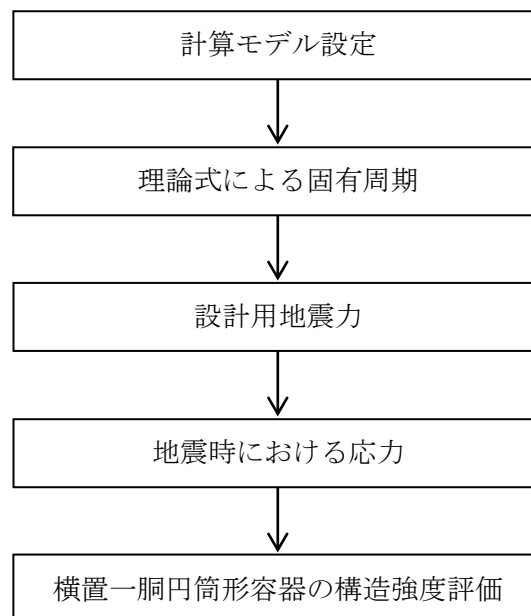 計算モデル設定
理論式による固有周期
設計用地震力
地震時における応力
横置一胴円筒形容器の構造強度評価